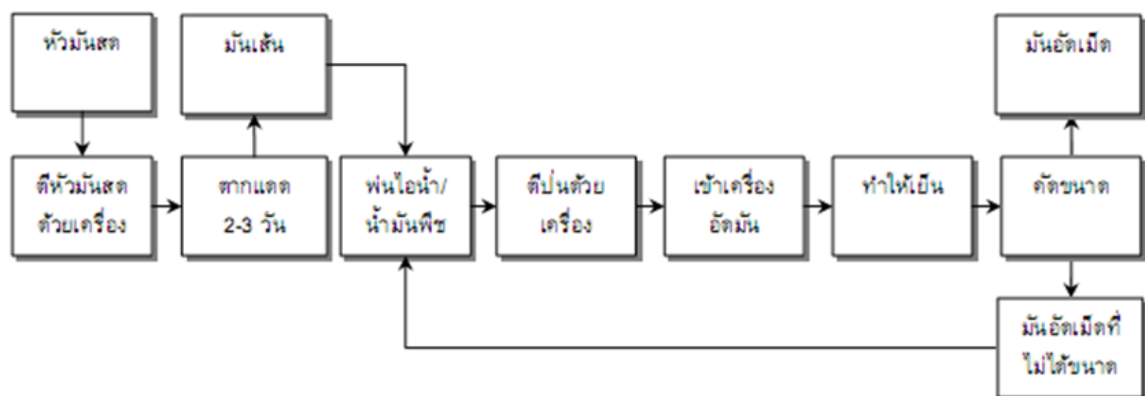 หัวมันสด
มันเส้น
มันอัดเม็ด
ตีหัวมันสด
ด้วยเครื่อง
ตากแดด
2-3 วัน
พ่นไอน้ำ/
น้ำมันพืช
ตีป่นด้วย
เครื่อง
เข้าเครื่อง
อัดมัน
ทำให้เย็น
คัดขนาด
มันอัดเม็ดที่
ไม่ได้ขนาด